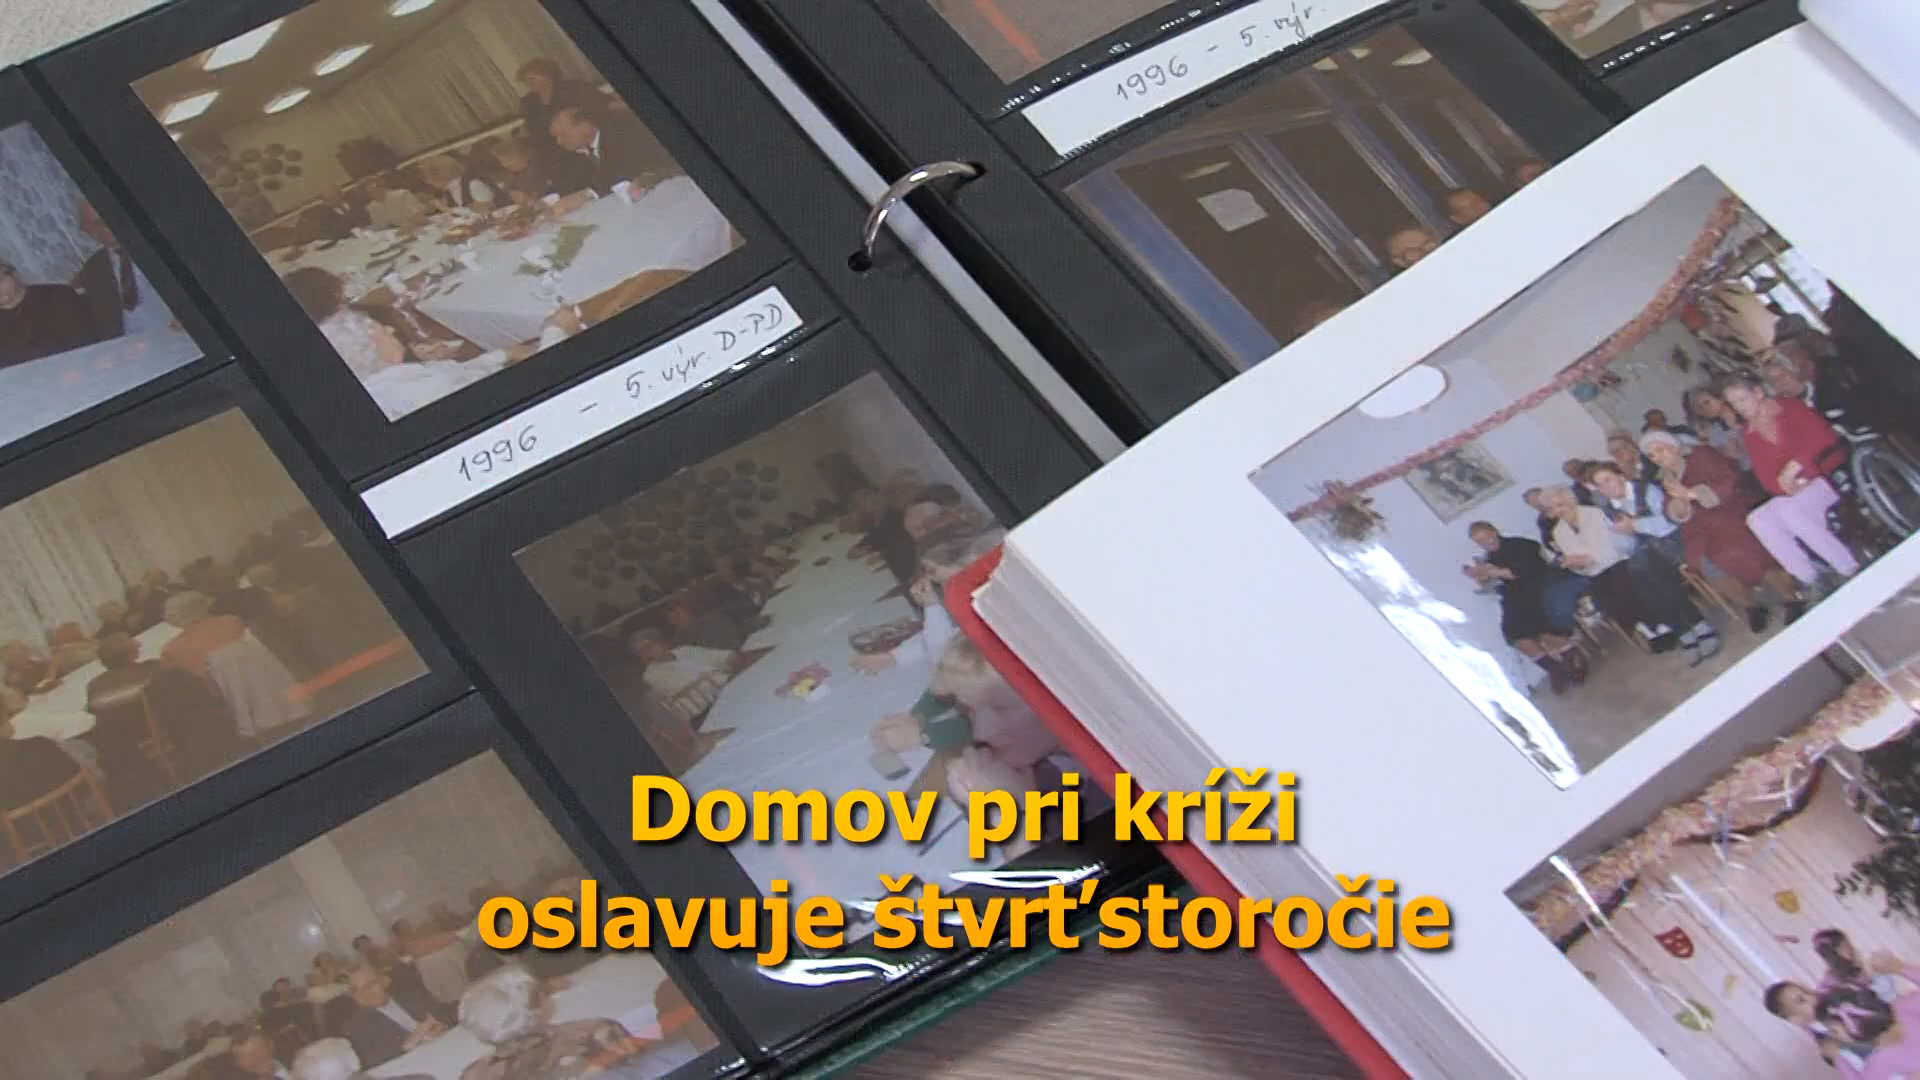 1996 - 5. výr.
1996 - 5. výr. D-PD
Domov pri kríži
oslavuje štvrťstoročie